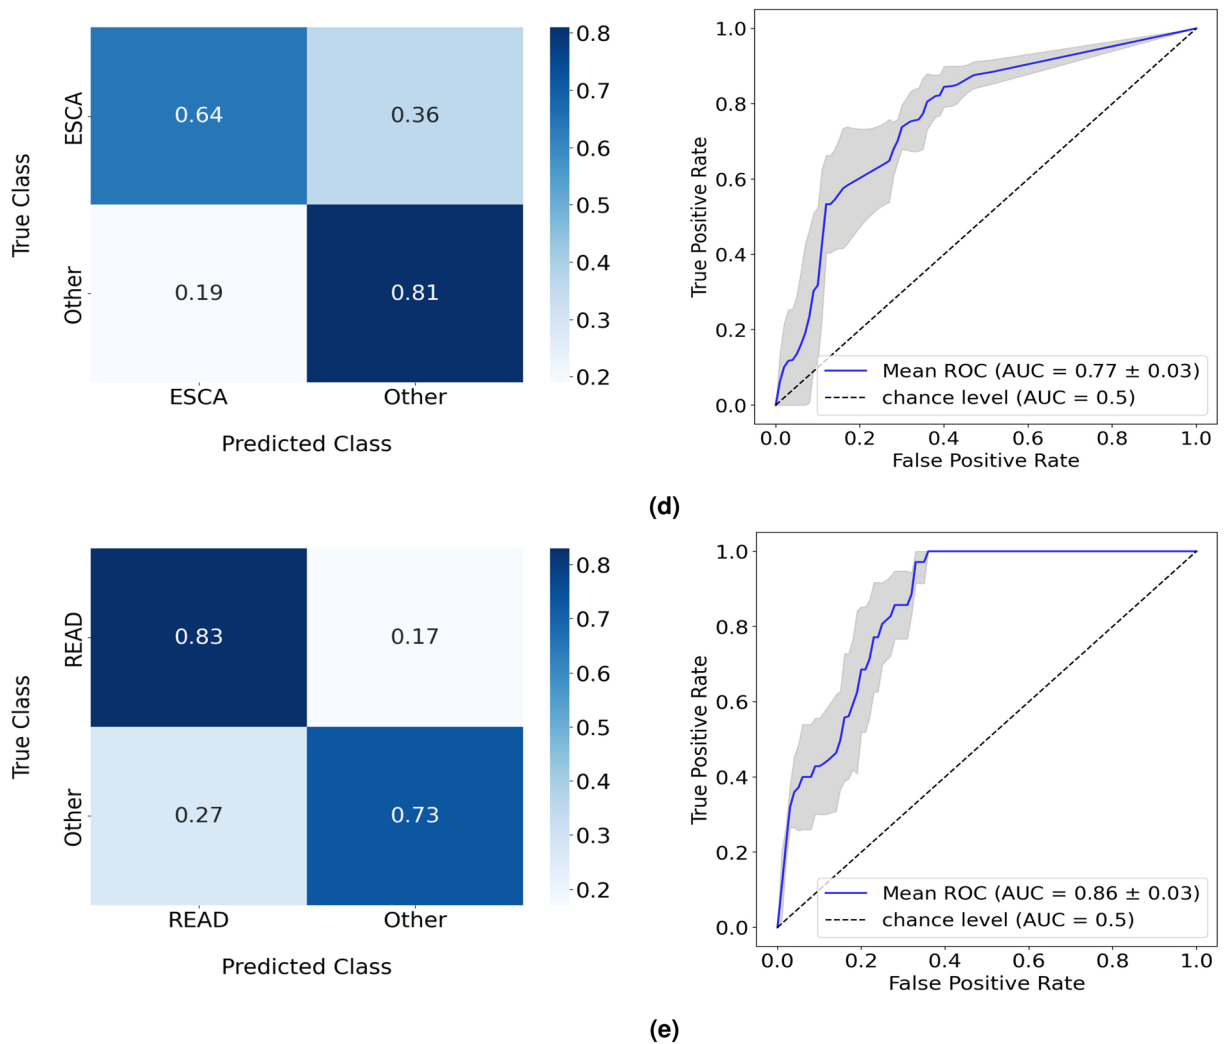 ESCA
Other
True Class
0.64
0.36
0.19
0.81
ESCA
Other
Predicted Class
0.8
0.7
0.6
0.5
0.4
0.3
0.2
True Positive Rate
1.0
0.8
0.6
0.4
0.2
0.0
Mean ROC (AUC = 0.77 ± 0.03)
chance level (AUC = 0.5)
0.0 0.2 0.4 0.6 0.8 1.0
False Positive Rate
(d)
READ
Other
True Class
0.83
0.17
0.27
0.73
READ
Other
Predicted Class
0.8
0.7
0.6
0.5
0.4
0.3
0.2
True Positive Rate
1.0
0.8
0.6
0.4
0.2
0.0
Mean ROC (AUC = 0.86 ± 0.03)
chance level (AUC = 0.5)
0.0 0.2 0.4 0.6 0.8 1.0
False Positive Rate
(e)